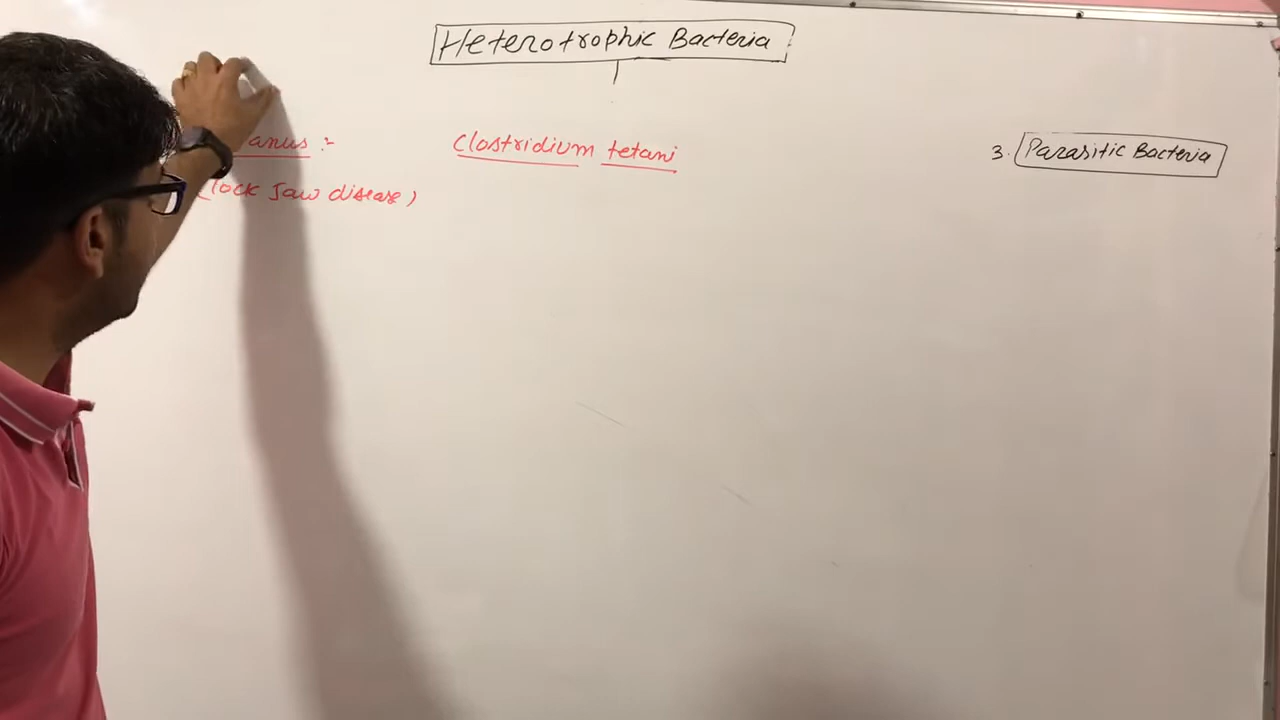 Heterotrophic Bacteria
anus :-
Clostridium tetani
3. Parasitic Bacteria
(lock Jaw disease)